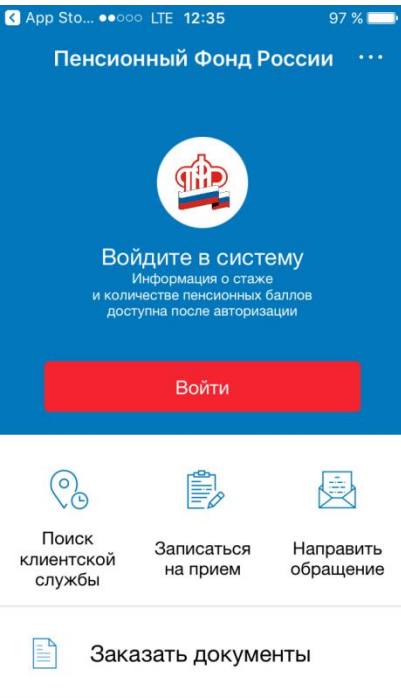 App Sto... LTE 12:35 97 %
Пенсионный Фонд России ...
Войдите в систему
Информация о стаже
и количестве пенсионных баллов
доступна после авторизации
Войти
Поиск
клиентской
службы
Записаться
на прием
Направить
обращение
Заказать документы